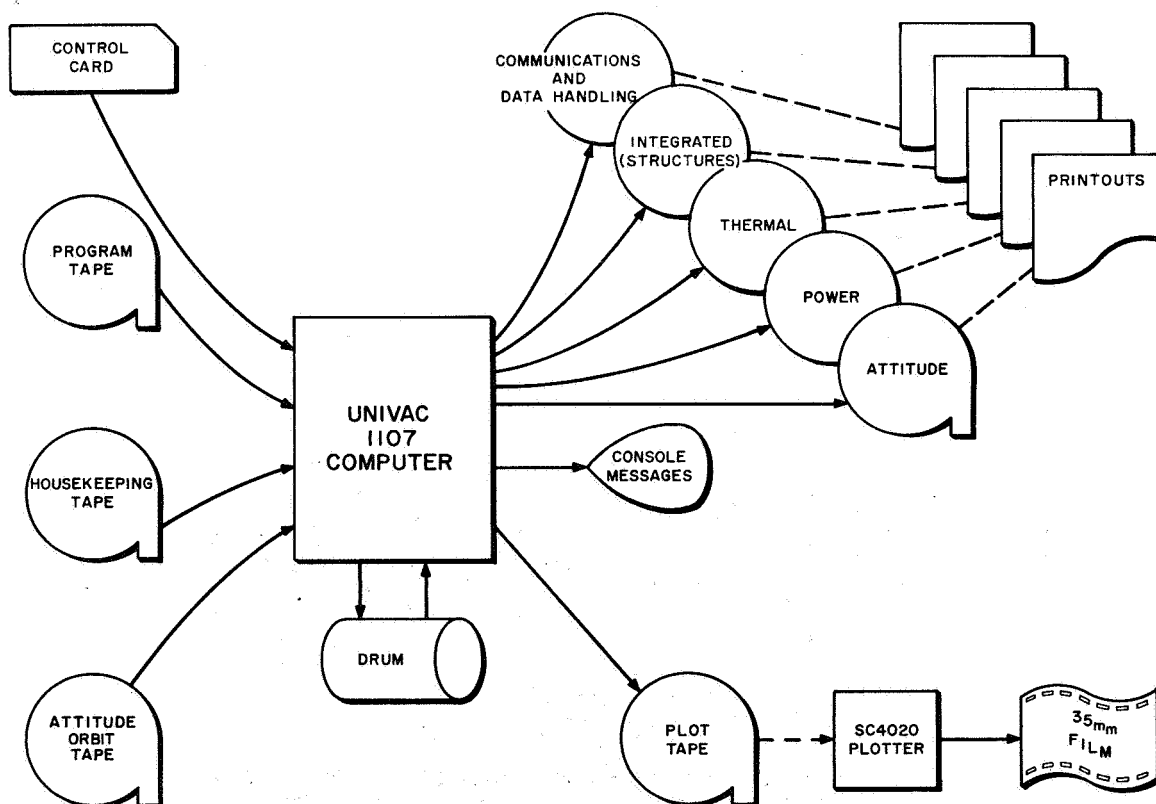 CONTROL
CARD
COMMUNICATIONS
AND
DATA HANDLING
INTEGRATED
(STRUCTURES)
PRINTOUTS
THERMAL
PROGRAM
TAPE
POWER
ATTITUDE
UNIVAC
1107
COMPUTER
CONSOLE
MESSAGES
HOUSEKEEPING
TAPE
DRUM
ATTITUDE
ORBIT
TAPE
PLOT
TAPE
SC4020
PLOTTER
35mm
FILM